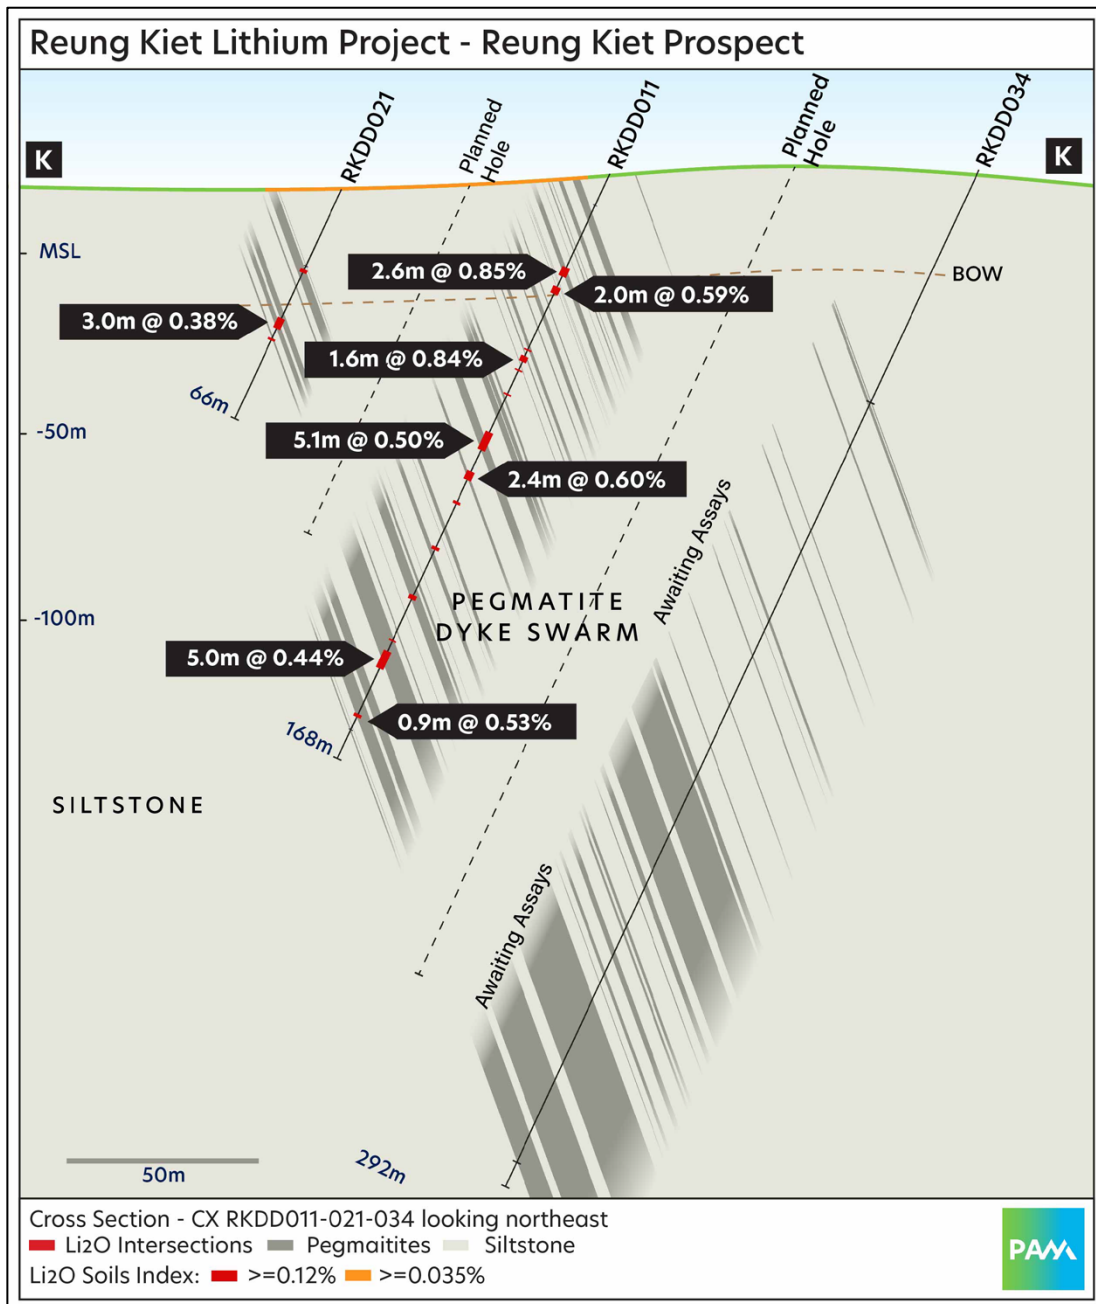 Reung Kiet Lithium Project - Reung Kiet Prospect
K
RKDD021
Planned
Hole
RKDD011
Planned
Hole
RKDD034
K
MSL
BOW
2.6m @ 0.85%
2.0m @ 0.59%
3.0m @ 0.38%
1.6m @ 0.84%
66m
-50m
5.1m @ 0.50%
2.4m @ 0.60%
Awaiting Assays
-100m
PEGMATITE
DYKE SWARM
5.0m @ 0.44%
0.9m @ 0.53%
168m
SILTSTONE
Awaiting Assays
50m
292m
Cross Section - CX RKDD011-021-034 looking northeast
Li2O Intersections Pegmaitites Siltstone
Li2O Soils Index: >=0.12% >=0.035%
PAM